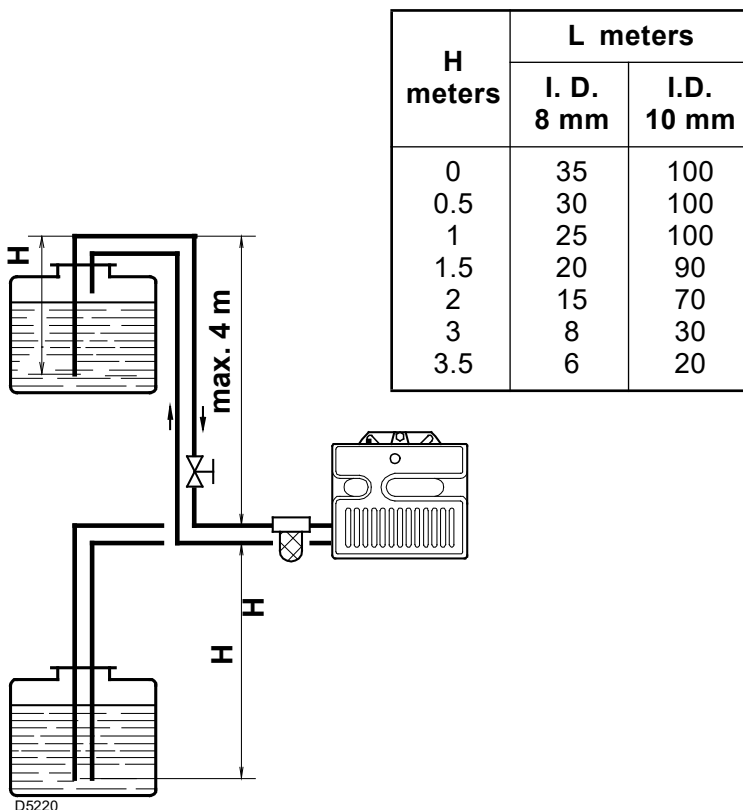 H
meters
L meters
I. D.
8 mm
I.D.
10 mm
0 35 100
0.5 30 100
1 25 100
1.5 20 90
2 15 70
3 8 30
3.5 6 20
H
max. 4 m
H
H
D5220